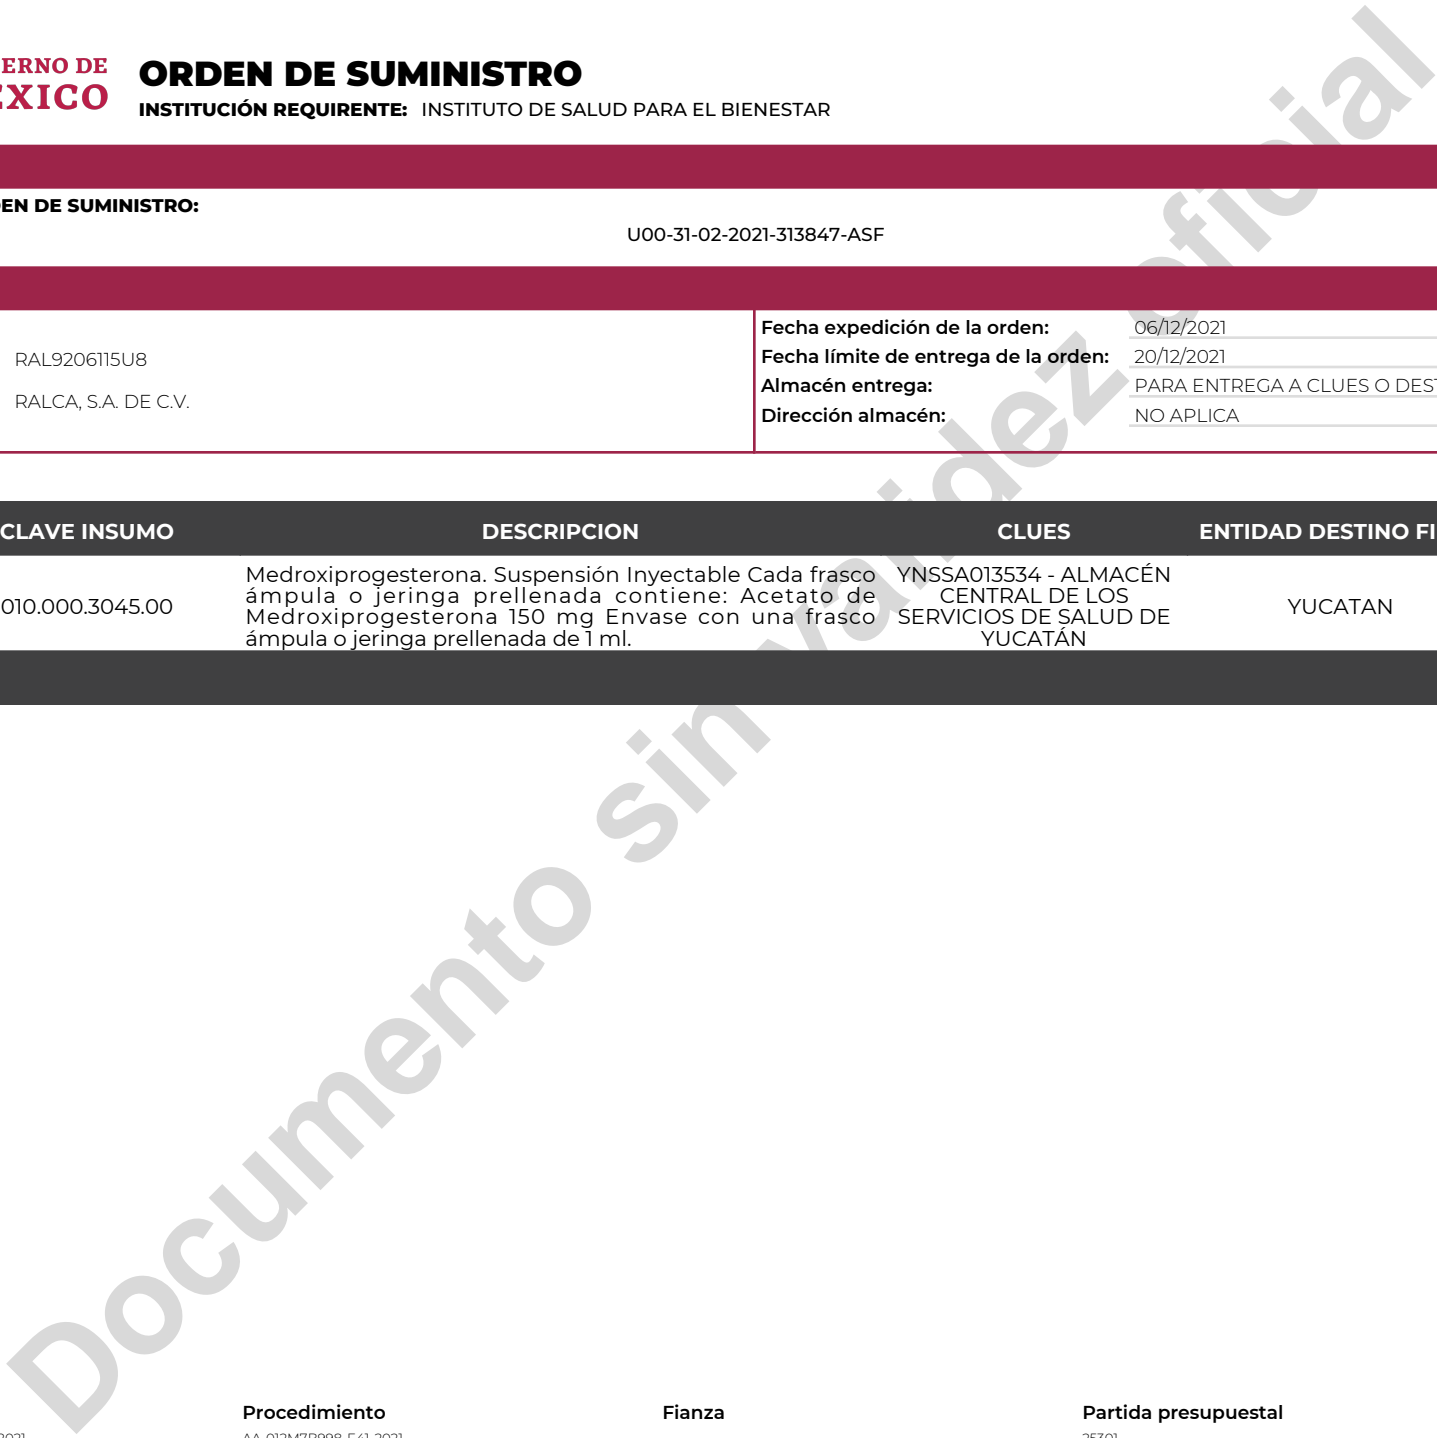 ERNO DE
EXICO
ORDEN DE SUMINISTRO
INSTITUCIÓN REQUIRENTE: INSTITUTO DE SALUD PARA EL BIENESTAR
EN DE SUMINISTRO:
U00-31-02-2021-313847-ASF
RAL9206115U8
RALCA, S.A. DE C.V.
Fecha expedición de la orden: 06/12/2021
Fecha límite de entrega de la orden: 20/12/2021
Almacén entrega: PARA ENTREGA A CLUES O DEST
Dirección almacén: NO APLICA
CLAVE INSUMO DESCRIPCION CLUES ENTIDAD DESTINO FI
010.000.3045.00
Medroxiprogesterona. Suspensión Inyectable Cada frasco
ámpula o jeringa prellenada contiene: Acetato de
Medroxiprogesterona 150 mg Envase con una frasco
ámpula o jeringa prellenada de 1 ml.
YNSSA013534 - ALMACÉN
CENTRAL DE LOS
SERVICIOS DE SALUD DE
YUCATÁN
YUCATAN
Documento sin validez oficial
Procedimiento Fianza Partida presupuestal